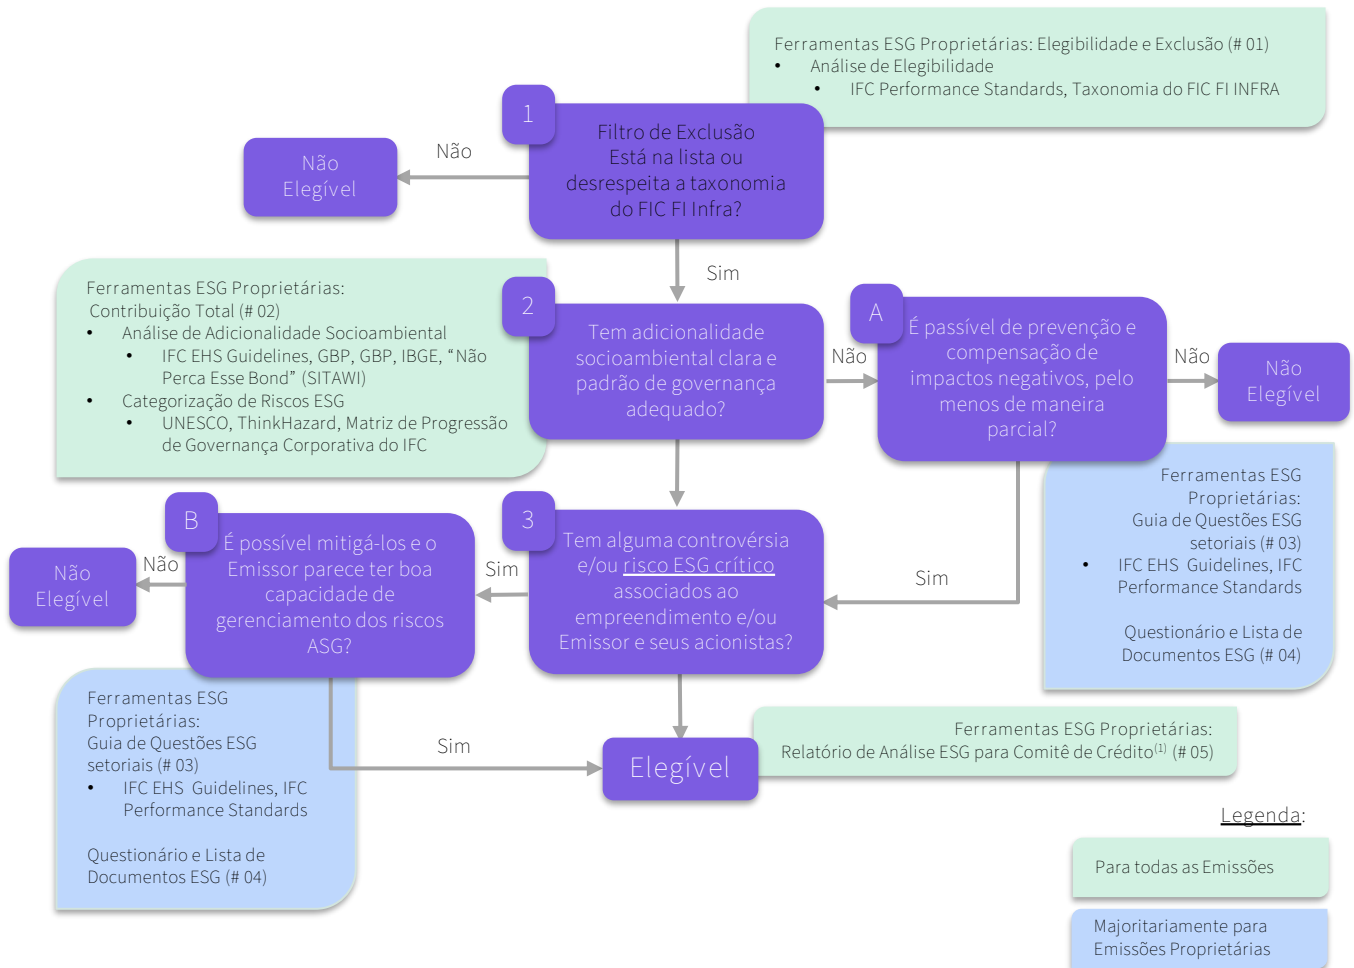 Ferramentas ESG Proprietárias: Elegibilidade e Exclusão (# 01)
• Análise de Elegibilidade
• IFC Performance Standards, Taxonomia do FIC FI INFRA
1
Filtro de Exclusão
Está na lista ou
desrespeita a taxonomia
do FIC FI Infra?
Não
Não
Elegível
Sim
Ferramentas ESG Proprietárias:
Contribuição Total (# 02)
• Análise de Adicionalidade Socioambiental
• IFC EHS Guidelines, GBP, GBP, IBGE, “Não
Perca Esse Bond” (SITAWI)
• Categorização de Riscos ESG
• UNESCO, ThinkHazard, Matriz de Progressão
de Governança Corporativa do IFC
2
Tem adicionalidade
socioambiental clara e
padrão de governança
adequado?
Não
A
É passível de prevenção e
compensação de
impactos negativos, pelo
menos de maneira
parcial?
Não
Não
Elegível
Ferramentas ESG
Proprietárias:
Guia de Questões ESG
setoriais (# 03)
• IFC EHS Guidelines, IFC
Performance Standards
Questionário e Lista de
Documentos ESG (# 04)
Sim
3
Tem alguma controvérsia
e/ou risco ESG crítico
associados ao
empreendimento e/ou
Emissor e seus acionistas?
Sim
B
É possível mitigá-los e o
Emissor parece ter boa
capacidade de
gerenciamento dos riscos
ASG?
Não
Não
Elegível
Ferramentas ESG
Proprietárias:
Guia de Questões ESG
setoriais (# 03)
• IFC EHS Guidelines, IFC
Performance Standards
Questionário e Lista de
Documentos ESG (# 04)
Sim
Elegível
Ferramentas ESG Proprietárias:
Relatório de Análise ESG para Comitê de Crédito(1) (# 05)
Legenda:
Para todas as Emissões
Majoritariamente para
Emissões Proprietárias